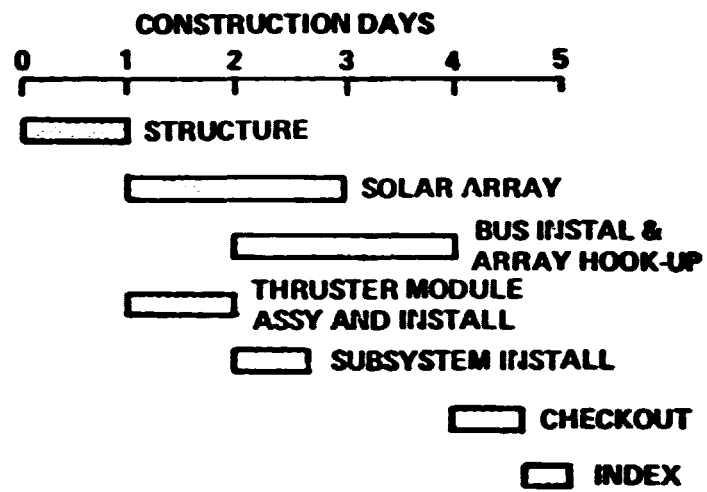 CONSTRUCTION DAYS
0 1 2 3 4 5
STRUCTURE
SOLAR ARRAY
BUS INSTAL &
ARRAY HOOK-UP
THRUSTER MODULE
ASSY AND INSTALL
SUBSYSTEM INSTALL
CHECKOUT
INDEX